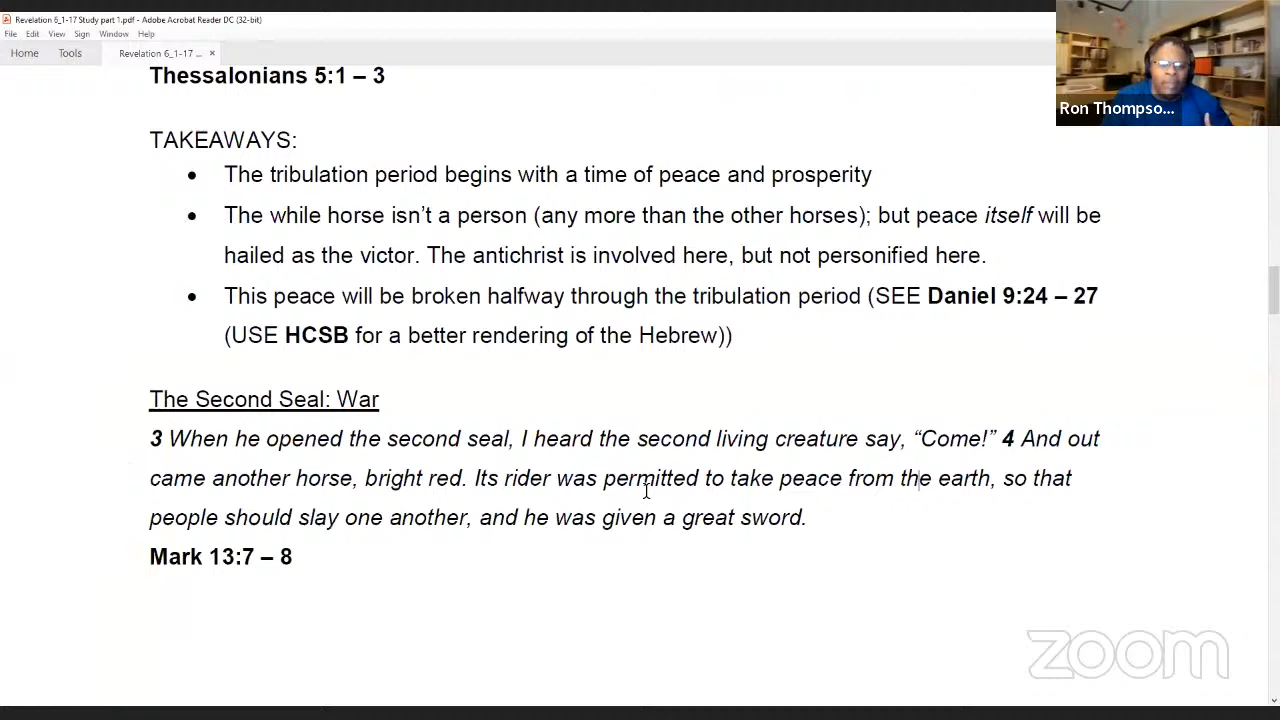 Revelation 6_1-17 Study part 1.pdf - Adobe Acrobat Reader DC (32-bit)
File Edit View Sign Window Help
Home Tools Revelation 6_1-17 ... ×
Thessalonians 5:1 – 3
Ron Thompso...
TAKEAWAYS:
• The tribulation period begins with a time of peace and prosperity
• The while horse isn’t a person (any more than the other horses); but peace itself will be
hailed as the victor. The antichrist is involved here, but not personified here.
• This peace will be broken halfway through the tribulation period (SEE Daniel 9:24 – 27
(USE HCSB for a better rendering of the Hebrew))
The Second Seal: War
3 When he opened the second seal, I heard the second living creature say, “Come!” 4 And out
came another horse, bright red. Its rider was permitted to take peace from the earth, so that
people should slay one another, and he was given a great sword.
Mark 13:7 – 8
zoom